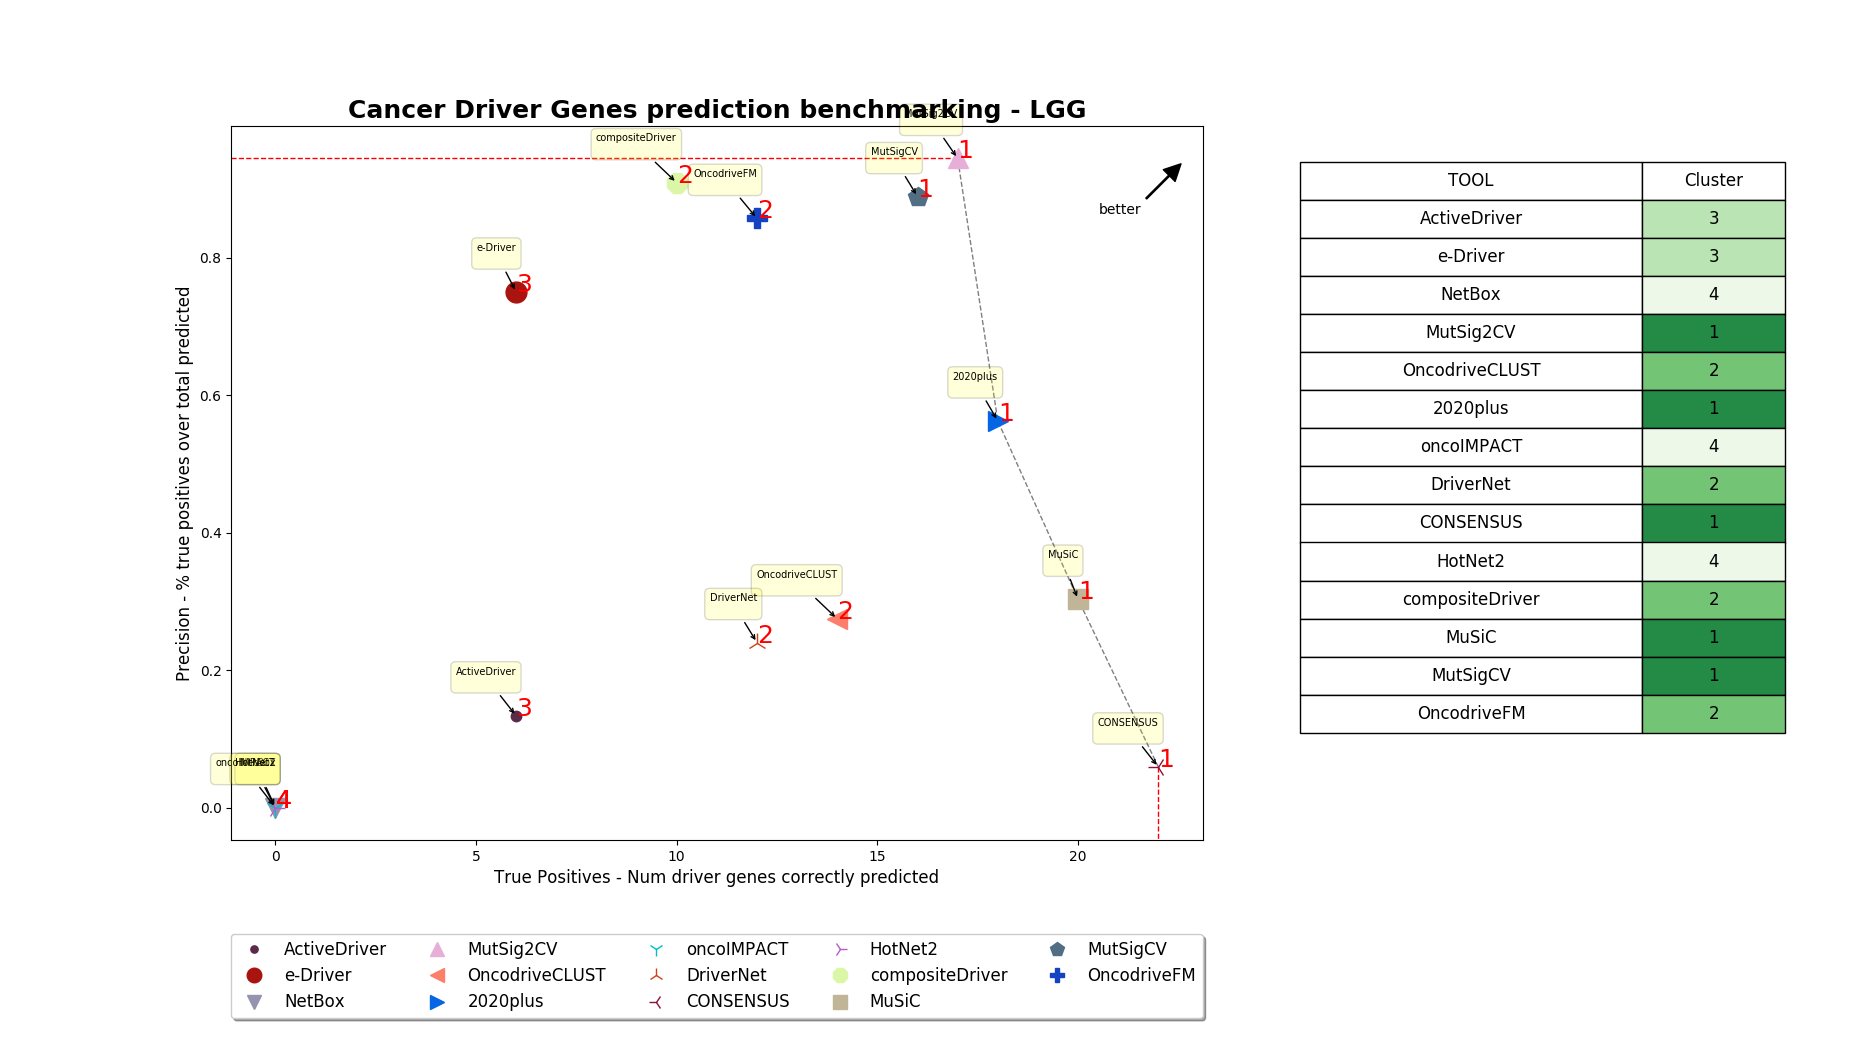 Cancer Driver Genes prediction benchmarking - LGG
compositeDriver
MutSigCV
OncodriveFM
e-Driver
2020plus
MuSiC
OncodriveCLUST
DriverNet
ActiveDriver
CONSENSUS
better
1
2
1
2
3
1
1
2
2
3
1
4
0.8
0.6
0.4
0.2
0.0
Precision - % true positives over total predicted
0 5 10 15 20
True Positives - Num driver genes correctly predicted
ActiveDriver MutSig2CV oncoIMPACT HotNet2 MutSigCV
e-Driver OncodriveCLUST DriverNet compositeDriver OncodriveFM
NetBox 2020plus CONSENSUS MuSiC
TOOL Cluster
ActiveDriver 3
e-Driver 3
NetBox 4
MutSig2CV 1
OncodriveCLUST 2
2020plus 1
oncoIMPACT 4
DriverNet 2
CONSENSUS 1
HotNet2 4
compositeDriver 2
MuSiC 1
MutSigCV 1
OncodriveFM 2